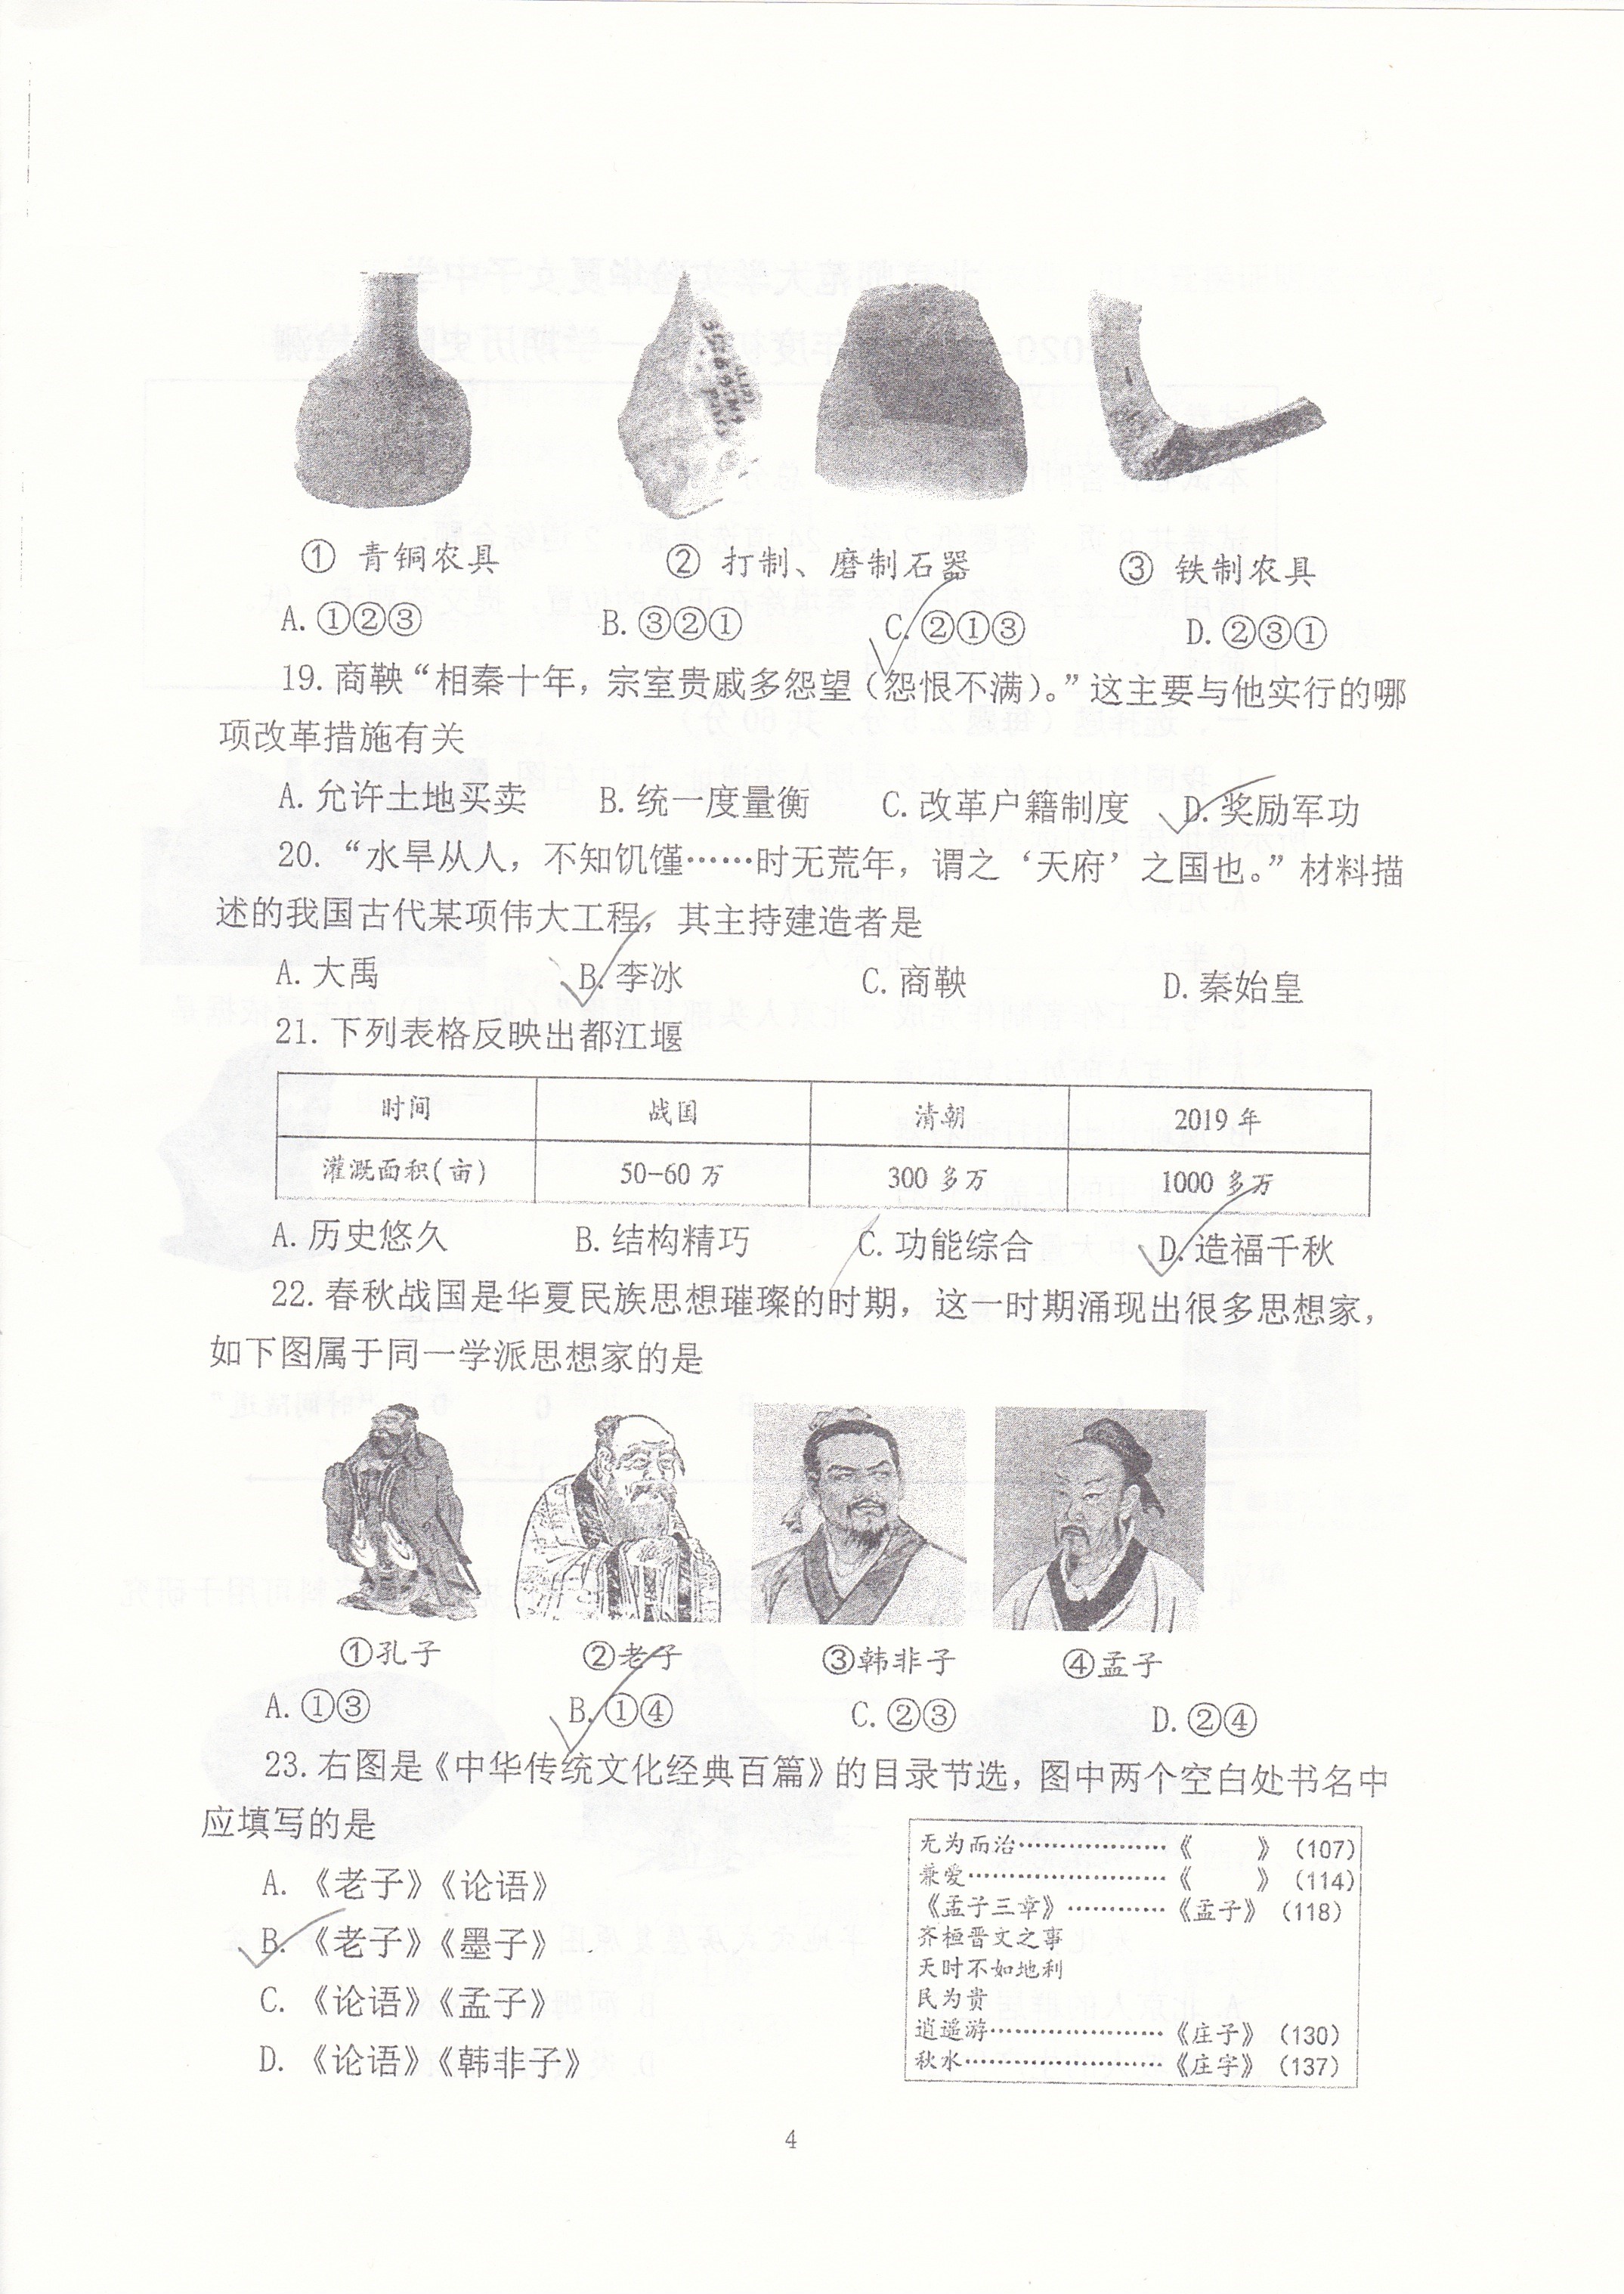 ① 青铜农具 ② 打制、磨制石器 ③ 铁制农具
A.①②③ B.③②① C.②①③ D.②③①
19.商鞅“相秦十年，宗室贵戚多怨望（怨恨不满）。”这主要与他实行的哪
项改革措施有关
A.允许土地买卖 B.统一度量衡 C.改革户籍制度 D.奖励军功
20.“水旱从人，不知饥馑……时无荒年，谓之‘天府’之国也。”材料描
述的我国古代某项伟大工程，其主持建造者是
A.大禹 B.李冰 C.商鞅 D.秦始皇
21.下列表格反映出都江堰
时间 战国 清朝 2019年
灌溉面积(亩) 50-60万 300多万 1000多万
A.历史悠久 B.结构精巧 C.功能综合 D.造福千秋
22.春秋战国是华夏民族思想璀璨的时期，这一时期涌现出很多思想家，
如下图属于同一学派思想家的是
①孔子 ②老子 ③韩非子 ④孟子
A.①③ B.①④ C.②③ D.②④
23.右图是《中华传统文化经典百篇》的目录节选，图中两个空白处书名中
应填写的是
A.《老子》《论语》
B.《老子》《墨子》
C.《论语》《孟子》
D.《论语》《韩非子》
无为而治………………《 》(107)
兼爱……………………《 》(114)
《孟子三章》…………《孟子》(118)
齐桓晋文之事
天时不如地利
民为贵
逍遥游…………………《庄子》(130)
秋水……………………《庄字》(137)
4